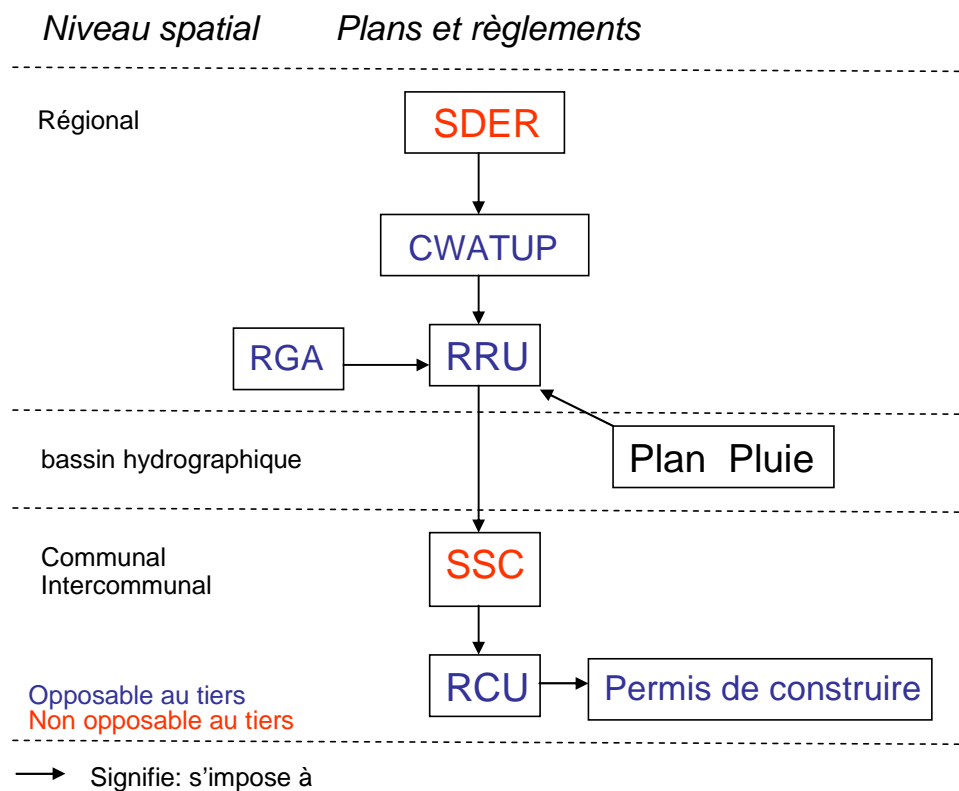 Niveau spatial Plans et règlements
Régional
SDER
CWATUP
RGA
RRU
bassin hydrographique
Plan Pluie
Communal
Intercommunal
SSC
RCU
Permis de construire
Opposable au tiers
Non opposable au tiers
Signifie: s'impose à